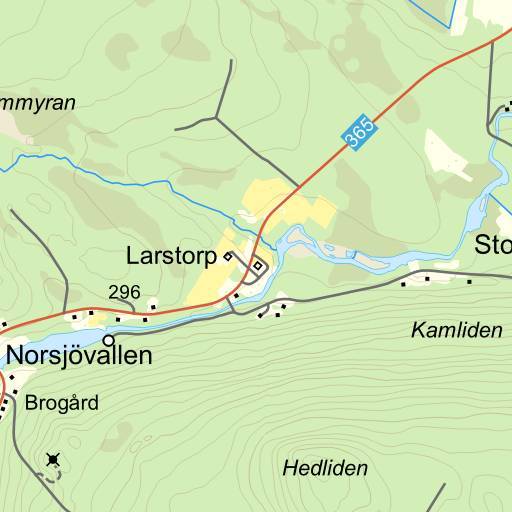 mmyran
365
Larstorp
Sto
296
Kamliden
Norsjövallen
Brogård
Hedliden